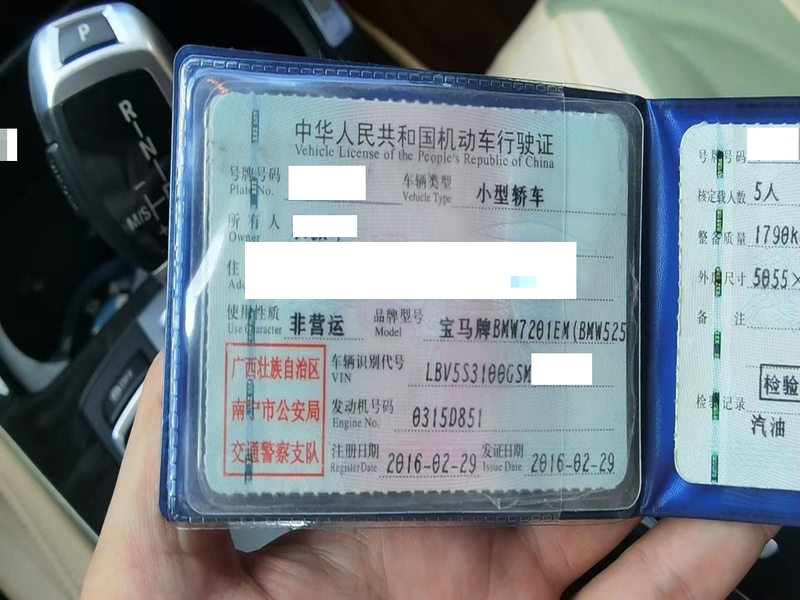 P
R
N
M/S
中华人民共和国机动车行驶证
Vehicle License of the People's Republic of China
号牌号码
Plate No.
车辆类型 小型轿车
Vehicle Type
所有人
Owner
住
使用性质 非营运
Use Character
品牌型号 宝马牌BMW7201EM(BMW525
Model
车辆识别代号 LBV5S3100GSM
VIN
发动机号码 0315D851
Engine No.
注册日期 2016-02-29
Register Date
发证日期 2016-02-29
Issue Date
广西壮族自治区
南宁市公安局
交通警察支队
号牌号码
核定载人数 5人
整备质量 1790k
外廓尺寸 5055×
备注
检验记录 检验
汽油